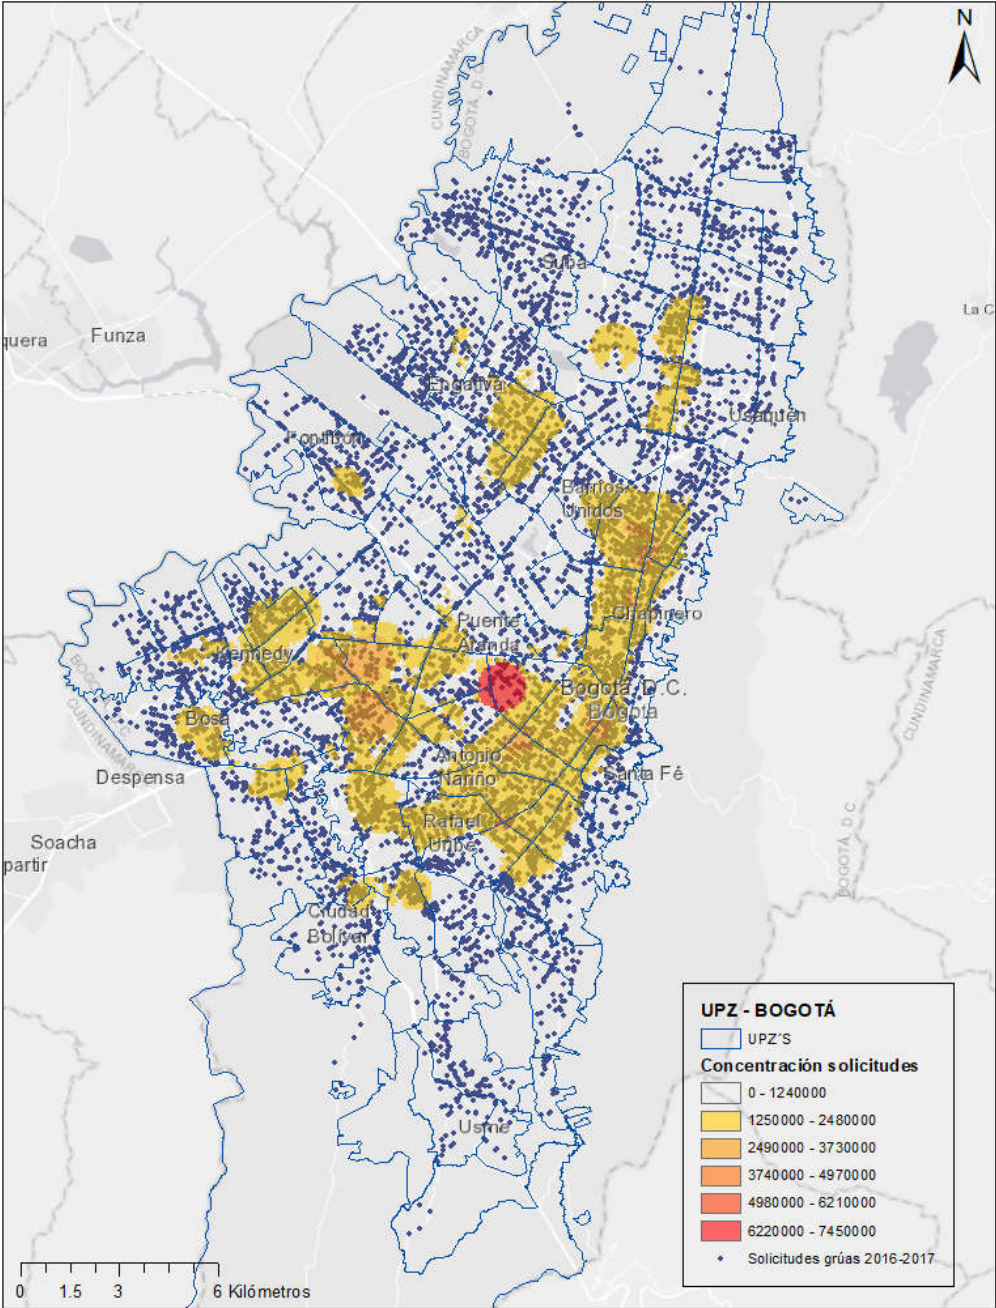 N
CUNDINAMARCA
BOGOTÁ D.C.
Suba
La C
Funza
quera
Engativa
Usaquén
Fontibón
Barrios
Unidos
Chapinero
Puente
Aranda
Kennedy
CUNDINAMARCA
BOGOTÁ D.C.
CUNDINAMARCA
Bogotá, D.C.
Bogotá
Bosa
Antonio
Nariño
Santa Fé
Despensa
Rafael
Uribe
Soacha
partir
BOGOTÁ D.C.
Ciudad
Bolívar
Usme
UPZ - BOGOTÁ
UPZ´S
Concentración solicitudes
0 - 1240000
1250000 - 2480000
2490000 - 3730000
3740000 - 4970000
4980000 - 6210000
6220000 - 7450000
Solicitudes grúas 2016-2017
0 1.5 3 6 Kilómetros